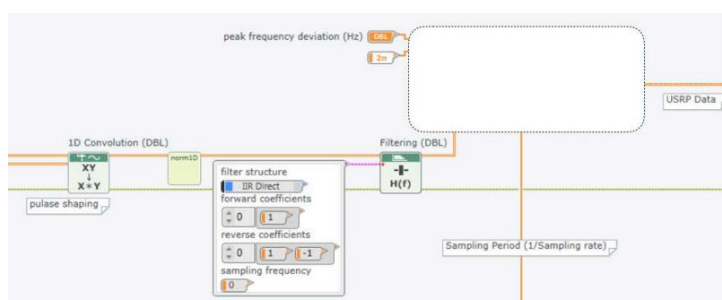 peak frequency deviation (Hz)
DBL
2π
USRP Data
1D Convolution (DBL)
norm1D
Filtering (DBL)
XY
X*Y
H(f)
pulase shaping
filter structure
IIR Direct
forward coefficients
0
1
reverse coefficients
0
1
-1
sampling frequency
0
Sampling Period (1/Sampling rate)